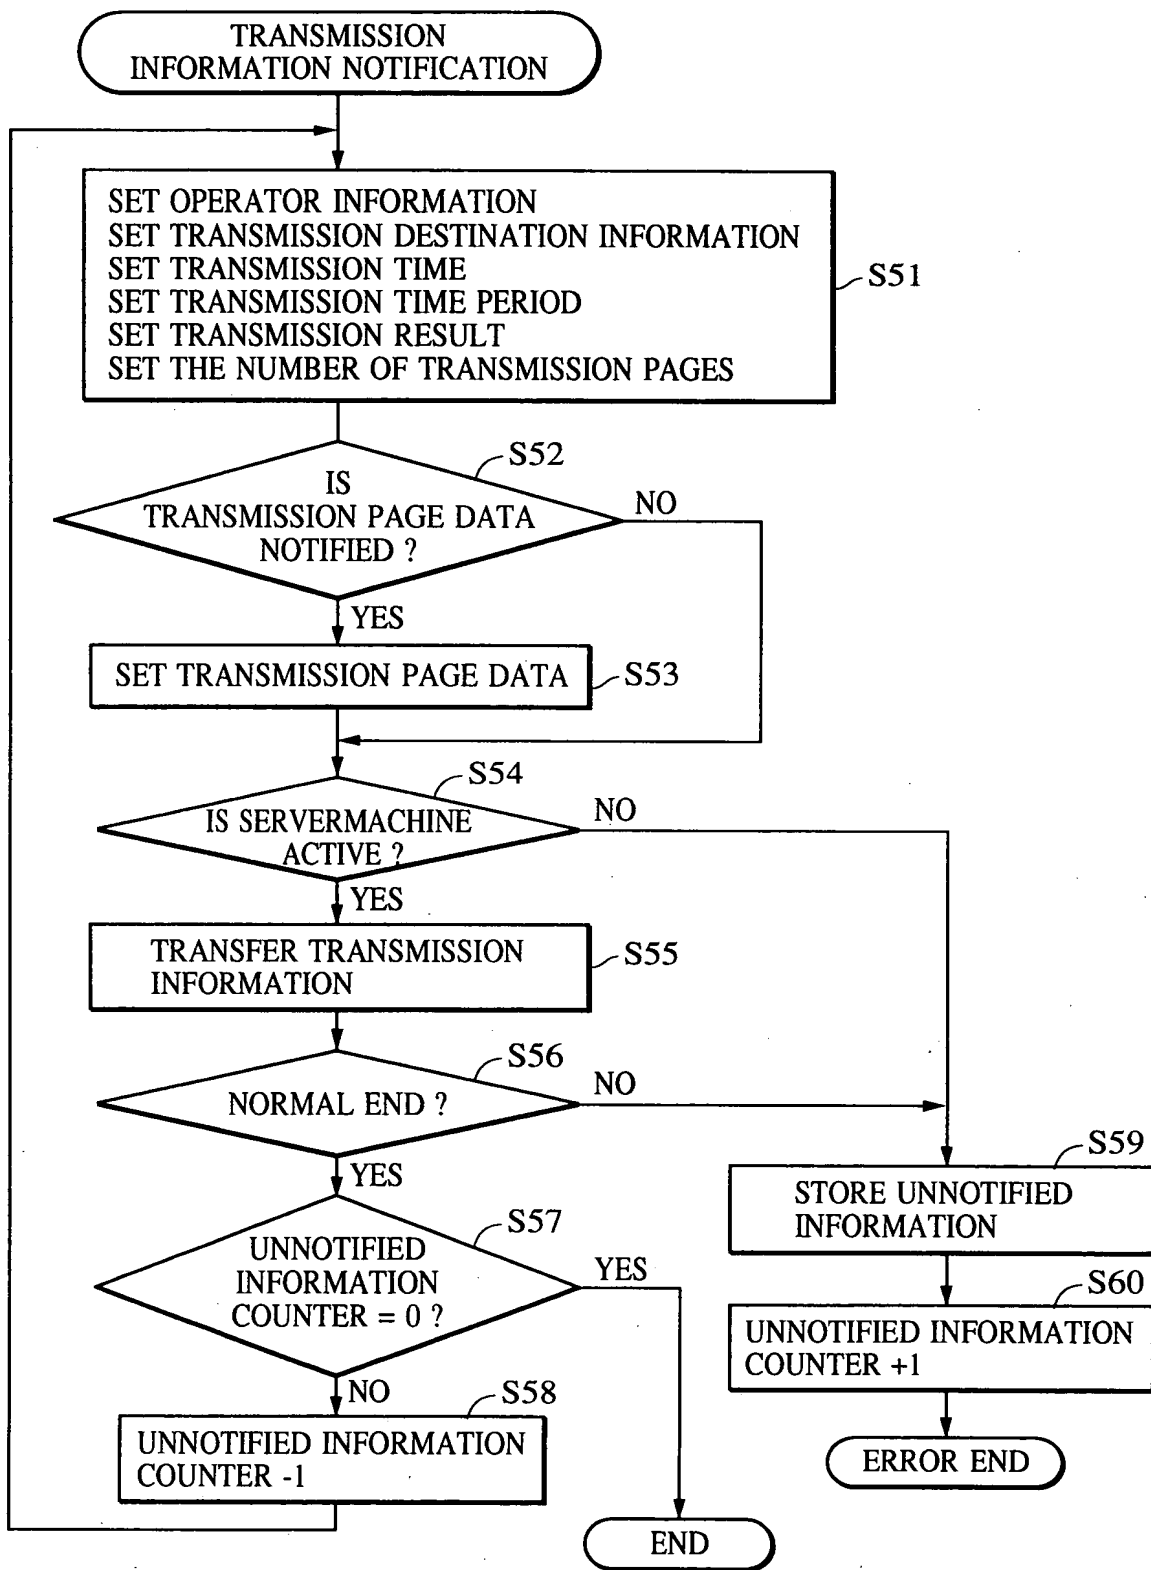 TRANSMISSION
INFORMATION NOTIFICATION
SET OPERATOR INFORMATION
SET TRANSMISSION DESTINATION INFORMATION
SET TRANSMISSION TIME
SET TRANSMISSION TIME PERIOD
SET TRANSMISSION RESULT
SET THE NUMBER OF TRANSMISSION PAGES
S51
S52
IS
TRANSMISSION PAGE DATA
NOTIFIED ?
NO
YES
SET TRANSMISSION PAGE DATA
S53
S54
IS SERVERMACHINE
ACTIVE ?
NO
YES
TRANSFER TRANSMISSION
INFORMATION
S55
S56
NORMAL END ?
NO
YES
S57
UNNOTIFIED
INFORMATION
COUNTER = 0 ?
YES
NO
S58
UNNOTIFIED INFORMATION
COUNTER -1
S59
STORE UNNOTIFIED
INFORMATION
S60
UNNOTIFIED INFORMATION
COUNTER +1
ERROR END
END